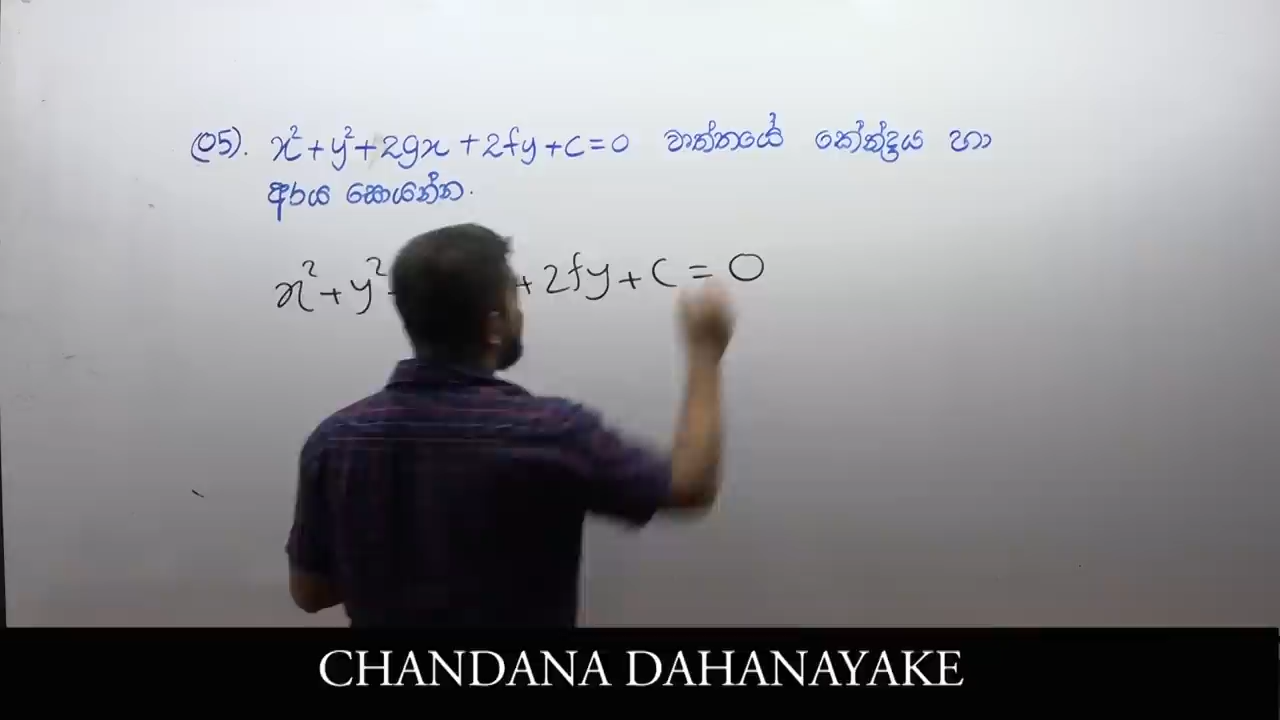 (05). x²+y²+2gx+2fy+c=0 වෘත්තයේ කේන්ද්‍රය හා
අරය සොයන්න.
x²+y² + 2fy+c=0
CHANDANA DAHANAYAKE